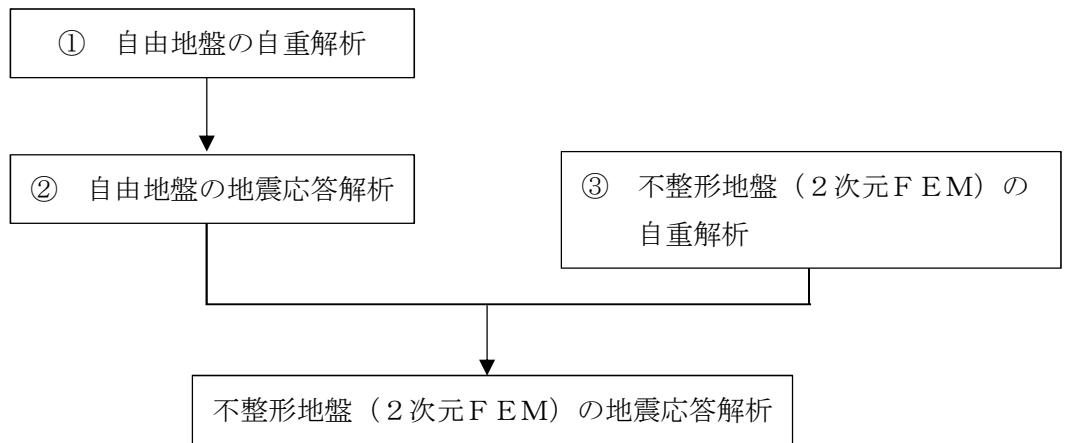 ① 自由地盤の自重解析
② 自由地盤の地震応答解析
③ 不整形地盤（２次元ＦＥＭ）の
自重解析
不整形地盤（２次元ＦＥＭ）の地震応答解析